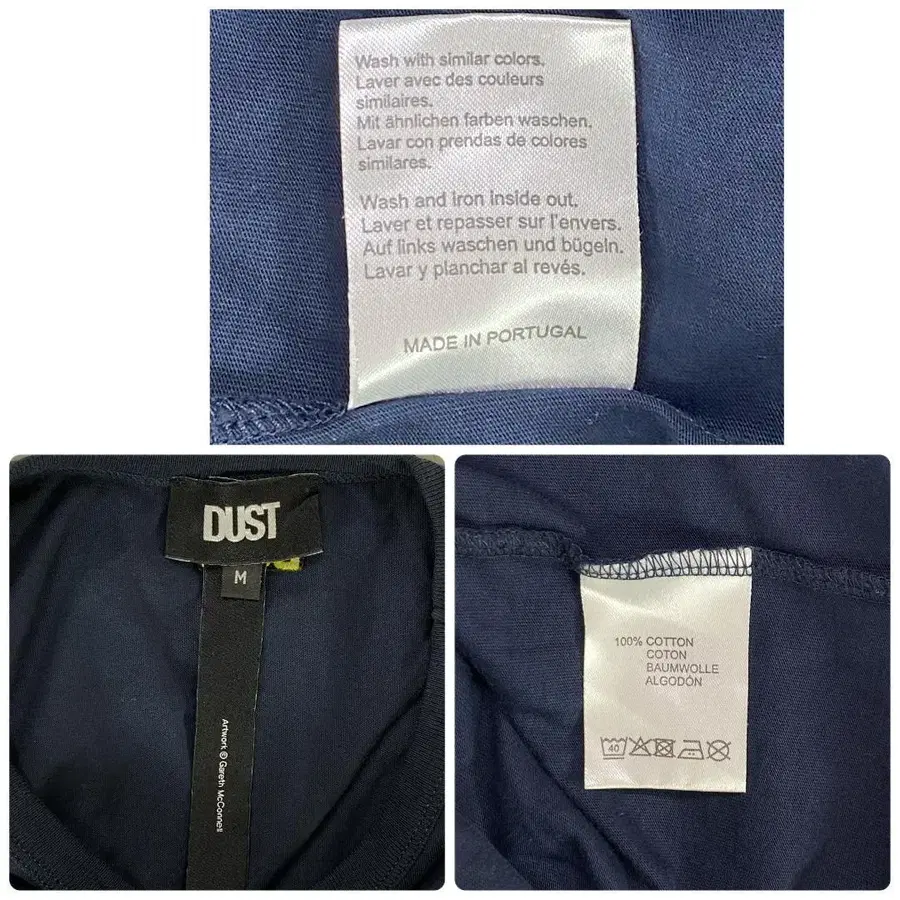 Wash with similar colors.
Laver avec des couleurs
similaires.
Mit ähnlichen farben waschen.
Lavar con prendas de colores
similares.
Wash and iron inside out.
Laver et repasser sur l'envers.
Auf links waschen und bügeln.
Lavar y planchar al revés.
MADE IN PORTUGAL
DUST
M
Artwork © Gareth McConnell
100% COTTON
COTON
BAUMWOLLE
ALGODÓN
40